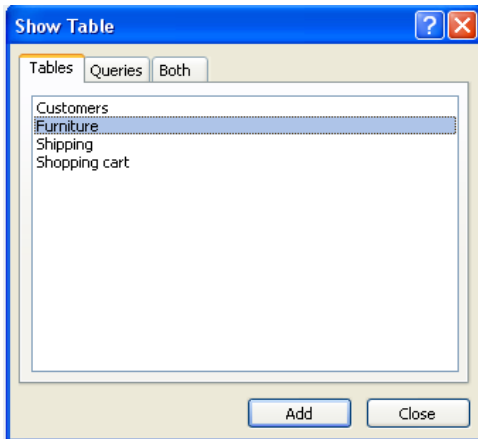 Show Table
?
Tables Queries Both
Customers
Furniture
Shipping
Shopping cart
Add Close